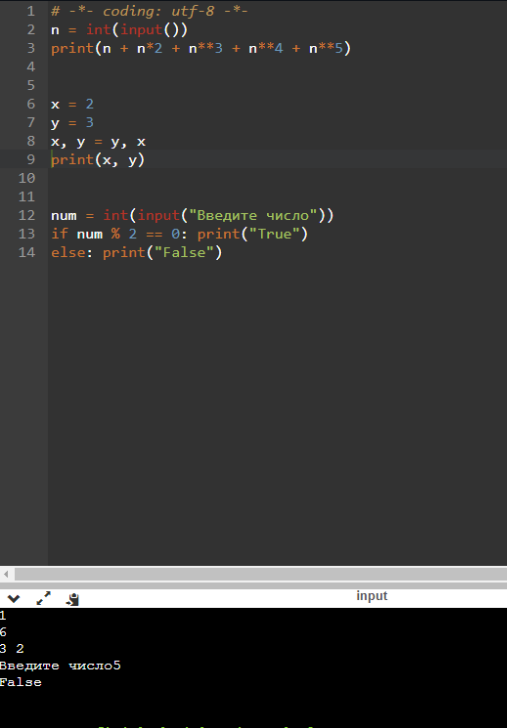 1 # -*- coding: utf-8 -*-
2 n = int(input())
3 print(n + n*2 + n**3 + n**4 + n**5)
4
5
6 x = 2
7 y = 3
8 x, y = y, x
9 print(x, y)
10
11
12 num = int(input("Введите число"))
13 if num % 2 == 0: print("True")
14 else: print("False")
input
1
6
3 2
Введите число5
False